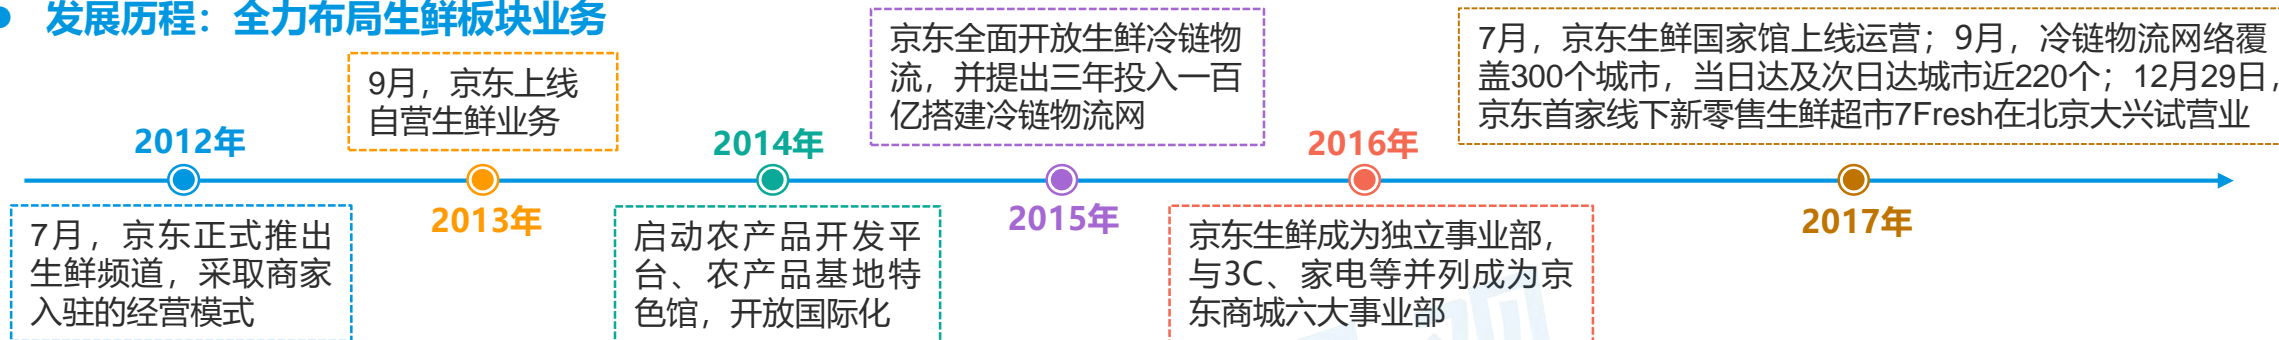 发展历程：全力布局生鲜板块业务
2012年
7月，京东正式推出
生鲜频道，采取商家
入驻的经营模式
9月，京东上线
自营生鲜业务
2013年
2014年
启动农产品开发平
台、农产品基地特
色馆，开放国际化
京东全面开放生鲜冷链物
流，并提出三年投入一百
亿搭建冷链物流网
2015年
2016年
京东生鲜成为独立事业部，
与3C、家电等并列成为京
东商城六大事业部
7月，京东生鲜国家馆上线运营；9月，冷链物流网络覆
盖300个城市，当日达及次日达城市近220个；12月29日，
京东首家线下新零售生鲜超市7Fresh在北京大兴试营业
2017年